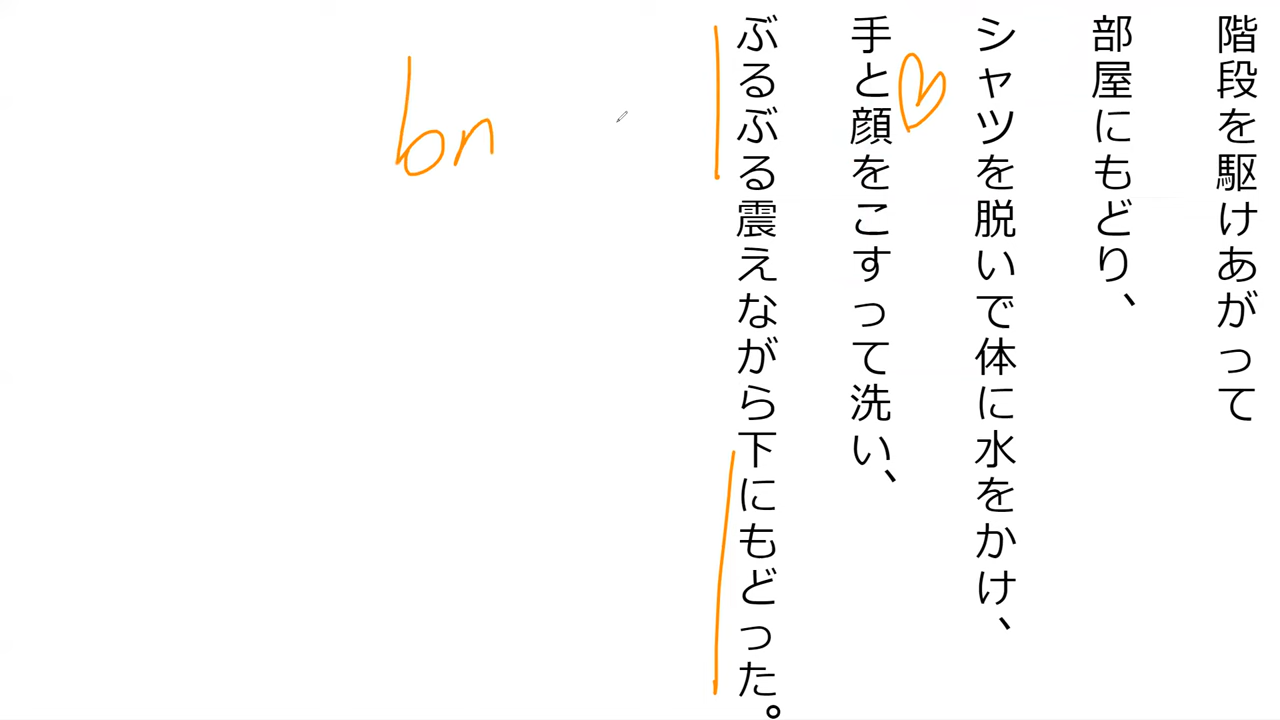 階段を駆けあがって
部屋にもどり、
シャツを脱いで体に水をかけ、
手と顔をこすって洗い、
ぶるぶる震えながら下にもどった。
bn